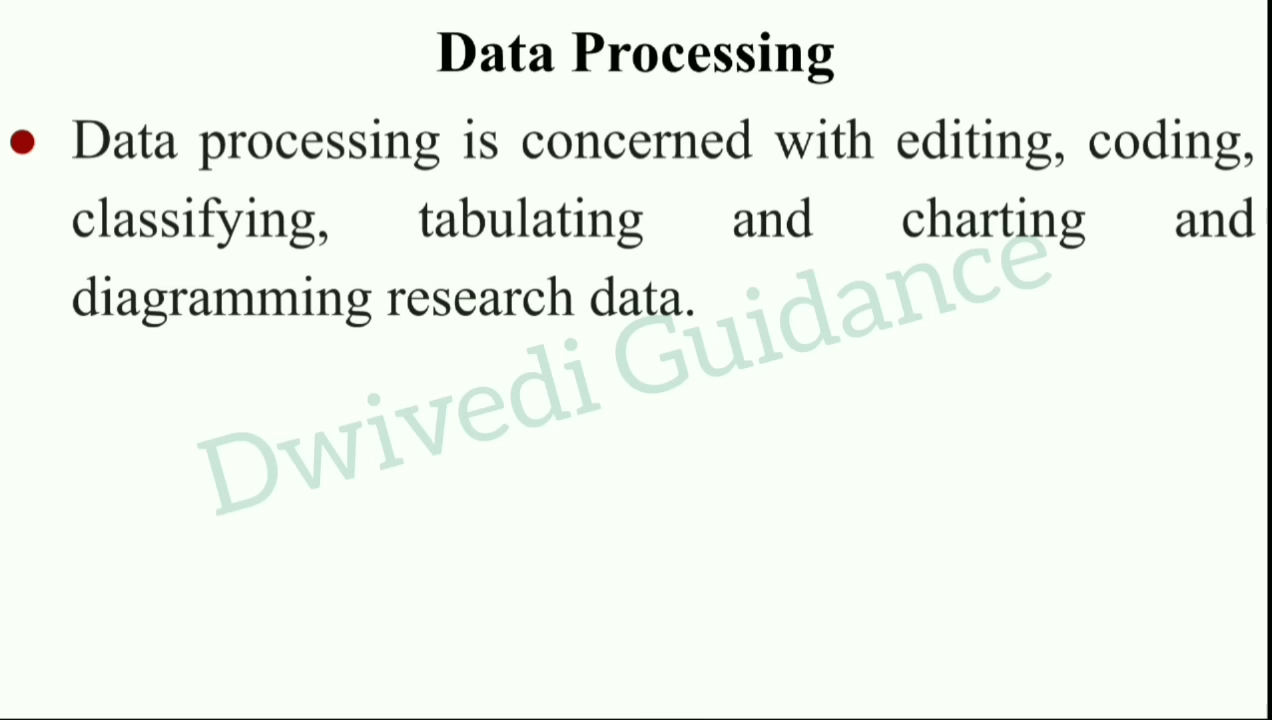 Data Processing
● Data processing is concerned with editing, coding,
classifying, tabulating and charting and
diagramming research data.
Dwivedi Guidance